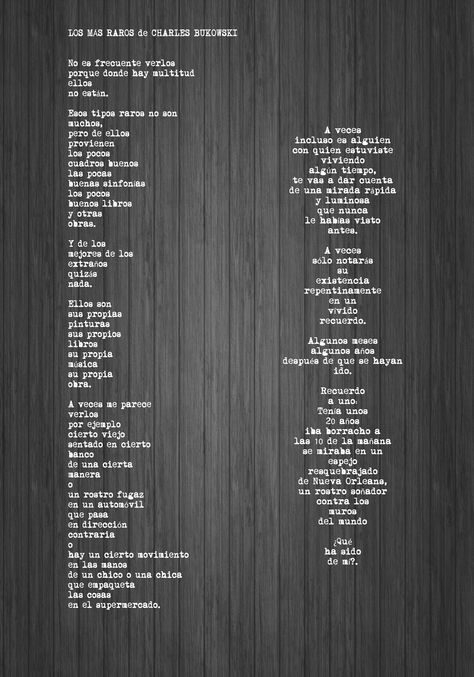 LOS MAS RAROS de CHARLES BUKOWSKI
No es frecuente verlos
porque donde hay multitud
ellos
no están.
Esos tipos raros no son
muchos,
pero de ellos
provienen
los pocos
cuadros buenos
las pocas
buenas sinfonías
los pocos
buenos libros
y otras
obras.
Y de los
mejores de los
extraños
quizás
nada.
Ellos son
sus propias
pinturas
sus propios
libros
su propia
música
su propia
obra.
A veces me parece
verlos
por ejemplo
cierto viejo
sentado en cierto
banco
de una cierta
manera
o
un rostro fugaz
en un automóvil
que pasa
en dirección
contraria
o
hay un cierto movimiento
en las manos
de un chico o una chica
que empaqueta
las cosas
en el supermercado.
A veces
incluso es alguien
con quien estuviste
viviendo
algún tiempo,
te vas a dar cuenta
de una mirada rápida
y luminosa
que nunca
le habías visto
antes.
A veces
sólo notarás
su
existencia
repentinamente
en un
vívido
recuerdo.
Algunos meses
algunos años
después de que se hayan
ido.
Recuerdo
a uno:
Tenía unos
20 años
iba borracho a
las 10 de la mañana
se miraba en un
espejo
resquebrajado
de Nueva Orleans,
un rostro soñador
contra los
muros
del mundo
¿Qué
ha sido
de mí?.